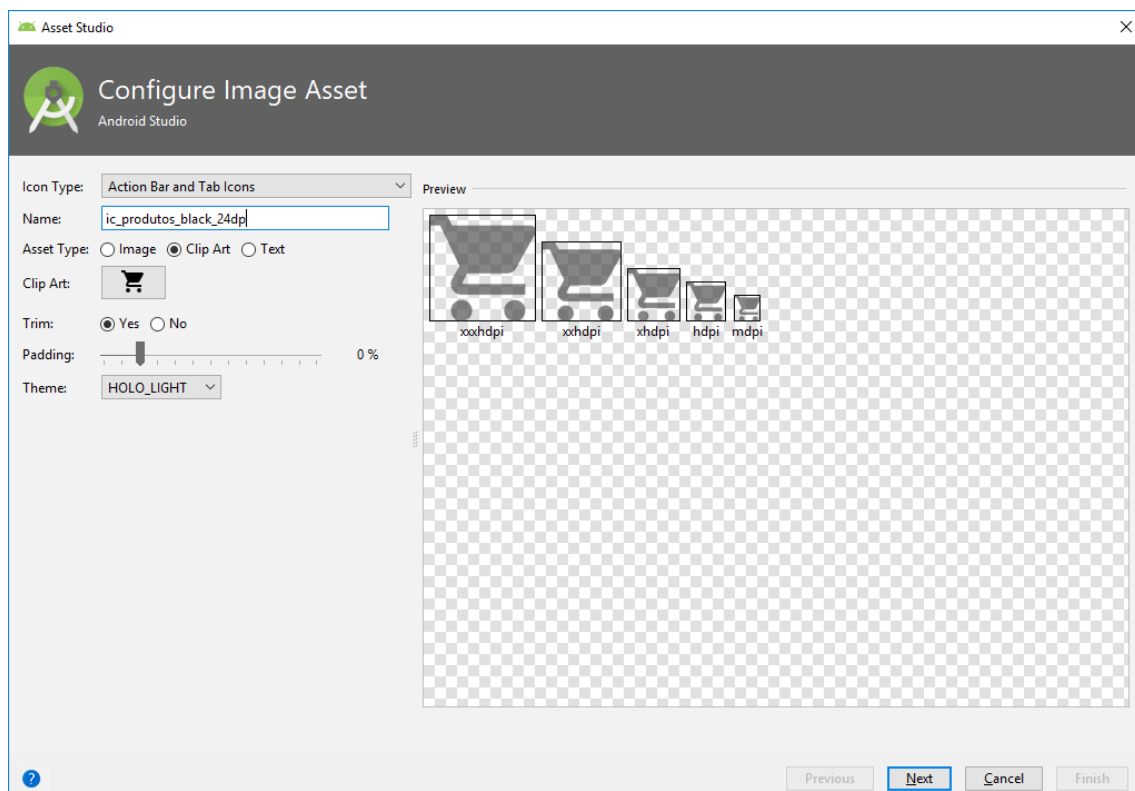 Asset Studio
Configure Image Asset
Android Studio
Icon Type: Action Bar and Tab Icons
Name: ic_produtos_black_24dp
Asset Type: Image Clip Art Text
Clip Art:
Trim: Yes No
Padding: 0 %
Theme: HOLO_LIGHT
Preview
xxxhdpi xxhdpi xhdpi hdpi mdpi
? Previous Next Cancel Finish